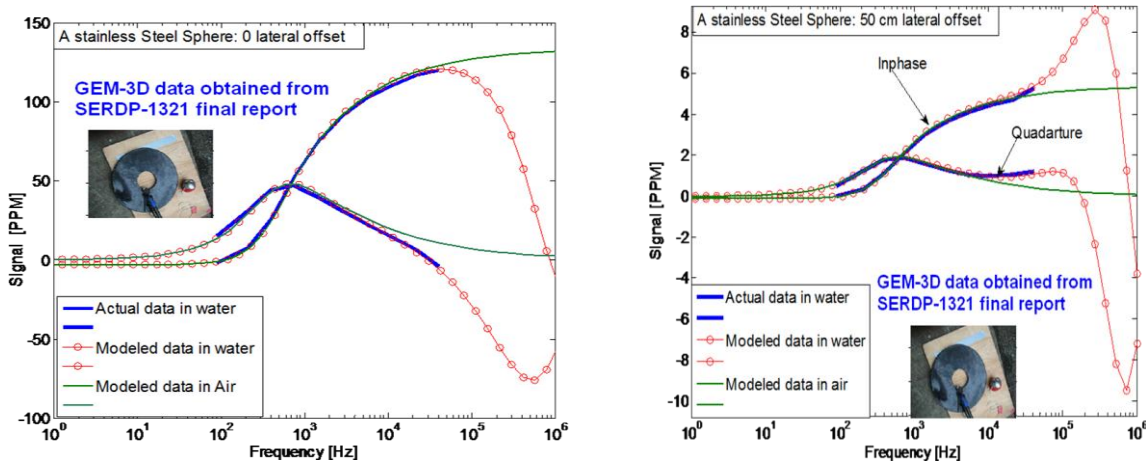 A stainless Steel Sphere: 0 lateral offset
GEM-3D data obtained from
SERDP-1321 final report
Signal [PPM]
150
100
50
0
-50
-100
Actual data in water
Modeled data in water
Modeled data in Air
10^0 10^1 10^2 10^3 10^4 10^5 10^6
Frequency [Hz]
A stainless Steel Sphere: 50 cm lateral offset
Inphase
Quadarture
Signal [PPM]
8
6
4
2
0
-2
-4
-6
-8
-10
GEM-3D data obtained from
SERDP-1321 final report
Actual data in water
Modeled data in water
Modeled data in air
10^0 10^1 10^2 10^3 10^4 10^5 10^6
Frequency [Hz]